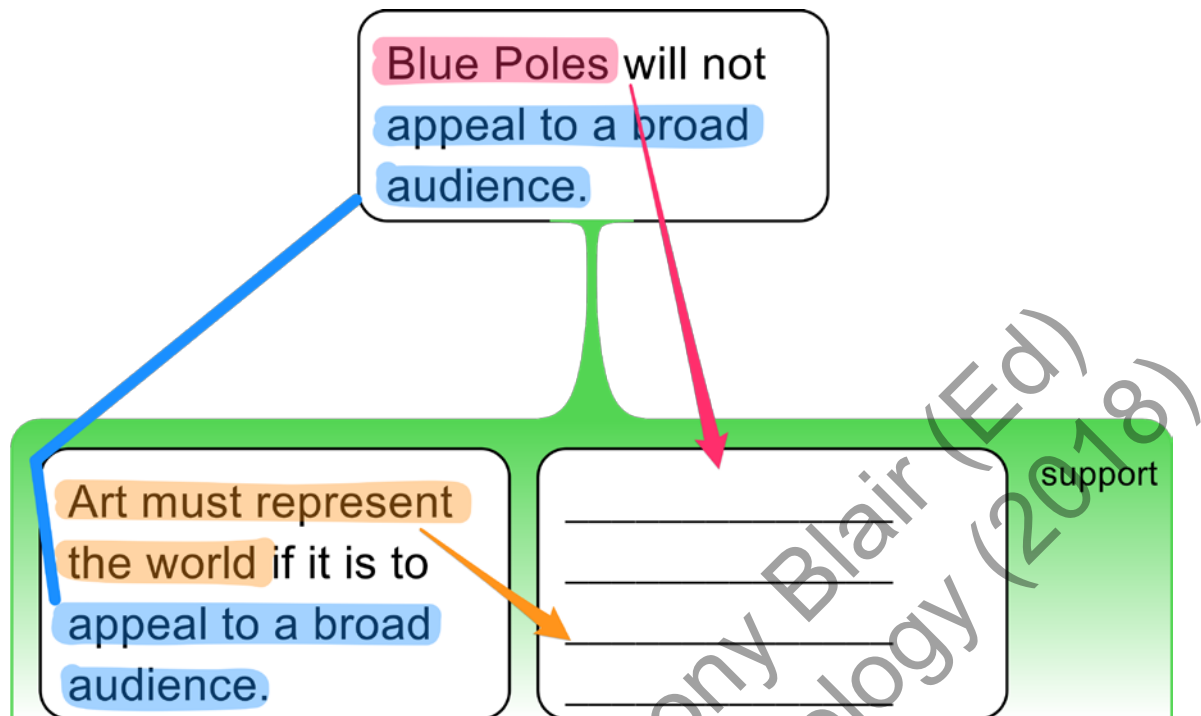 Blue Poles will not
appeal to a broad
audience.
Art must represent
the world if it is to
appeal to a broad
audience.
support
ony Blair (Ed)
ology (2018)